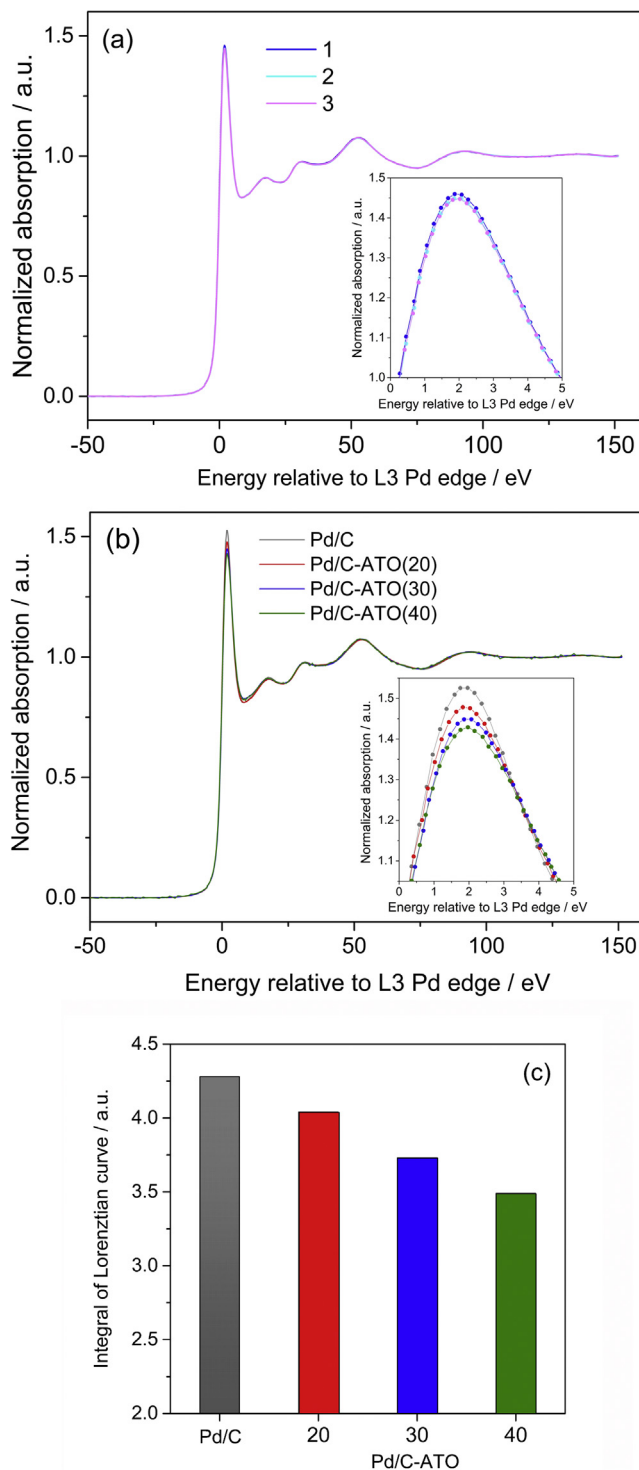 (a)
1
2
3
Normalized absorption / a.u.
1.5
1.0
0.5
0.0
-50
0
50
100
150
Energy relative to L3 Pd edge / eV
Normalized absorption / a.u.
1.5
1.4
1.3
1.2
1.1
1.0
0
1
2
3
4
5
Energy relative to L3 Pd edge / eV
(b)
Pd/C
Pd/C-ATO(20)
Pd/C-ATO(30)
Pd/C-ATO(40)
Normalized absorption / a.u.
1.5
1.0
0.5
0.0
-50
0
50
100
150
Energy relative to L3 Pd edge / eV
Normalized absorption / a.u.
1.5
1.4
1.3
1.2
1.1
0
1
2
3
4
5
Energy relative to L3 Pd edge / eV
(c)
Integral of Lorenztian curve / a.u.
4.5
4.0
3.5
3.0
2.5
2.0
Pd/C
20
30
40
Pd/C-ATO